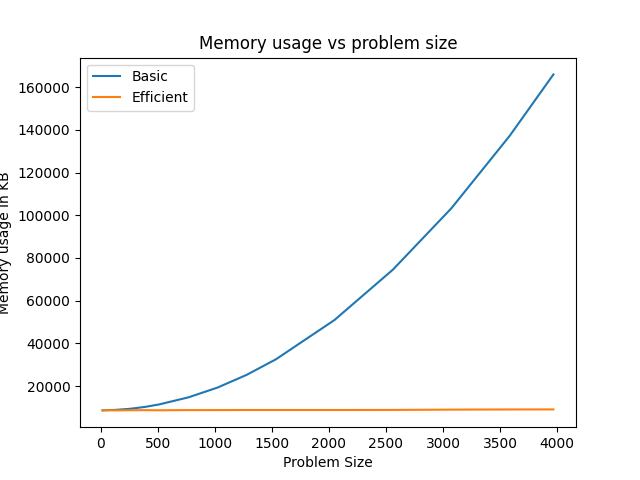 Memory usage vs problem size
Basic
Efficient
160000
140000
120000
100000
80000
60000
40000
20000
Memory usage in KB
0 500 1000 1500 2000 2500 3000 3500 4000
Problem Size